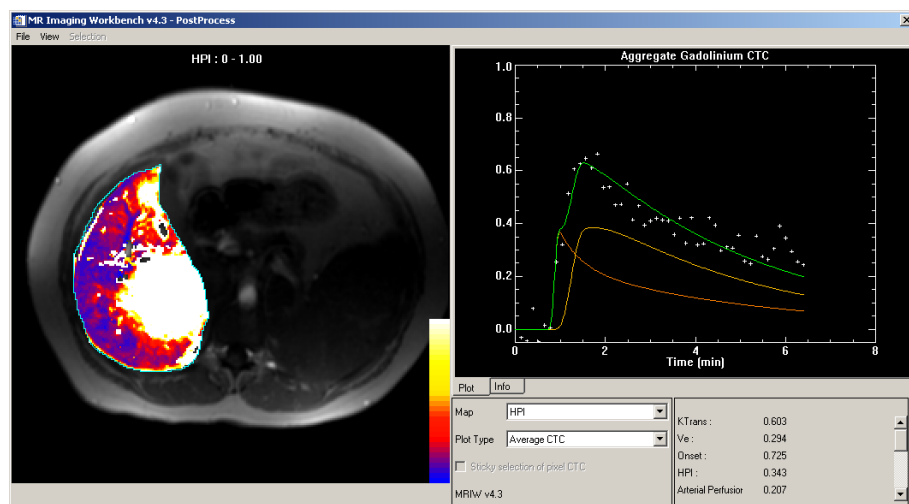 MR Imaging Workbench v4.3 - PostProcess
File View Selection
HPI : 0 - 1.00
Aggregate Gadolinium CTC
1.0
0.8
0.6
0.4
0.2
0.0
0 2 4 6 8
Time (min)
Plot Info
Map HPI
Plot Type Average CTC
Sticky selection of pixel CTC
MRIW v4.3
KTrans : 0.603
Ve : 0.294
Onset : 0.725
HPI : 0.343
Arterial Perfusior 0.207